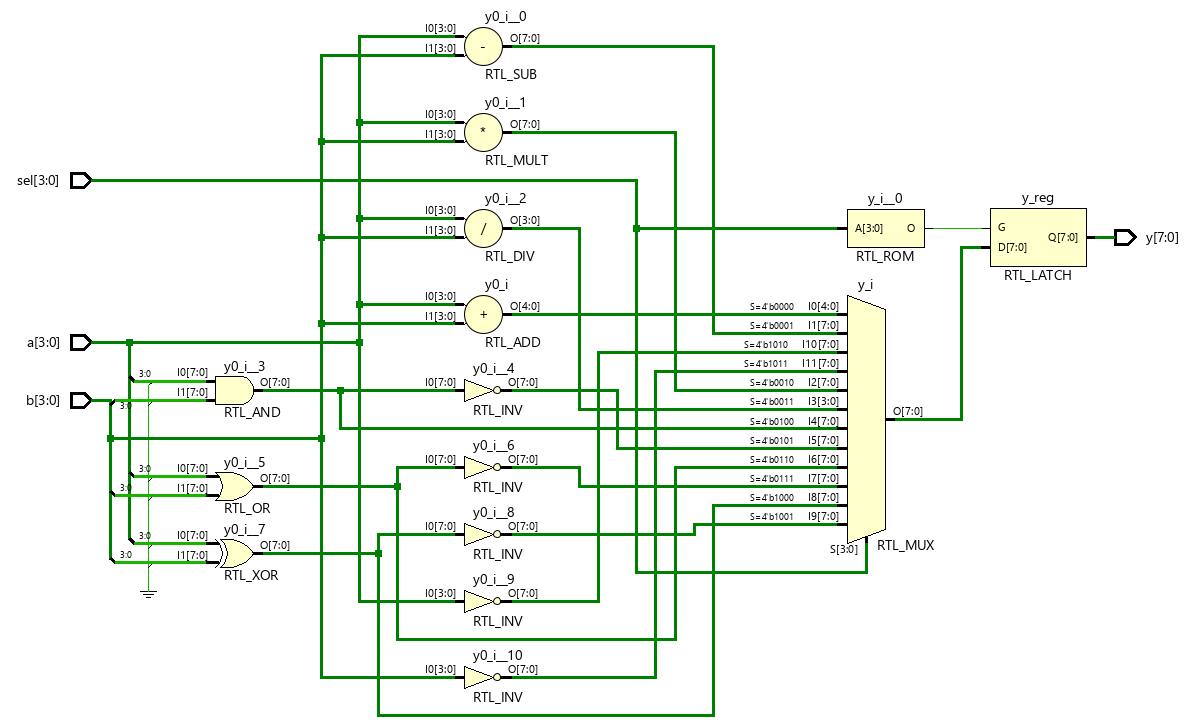 y0_i__0
I0[3:0]
I1[3:0]
-
O[7:0]
RTL_SUB
y0_i__1
I0[3:0]
I1[3:0]
*
O[7:0]
RTL_MULT
sel[3:0]
y0_i__2
I0[3:0]
I1[3:0]
/
O[3:0]
RTL_DIV
y_i__0
A[3:0]
O
RTL_ROM
y_reg
G
D[7:0]
Q[7:0]
RTL_LATCH
y[7:0]
y0_i
I0[3:0]
I1[3:0]
+
O[4:0]
RTL_ADD
y_i
S=4'b0000 I0[4:0]
S=4'b0001 I1[7:0]
S=4'b1010 I10[7:0]
S=4'b1011 I11[7:0]
S=4'b0010 I2[7:0]
S=4'b0011 I3[3:0]
S=4'b0100 I4[7:0]
S=4'b0101 I5[7:0]
S=4'b0110 I6[7:0]
S=4'b0111 I7[7:0]
S=4'b1000 I8[7:0]
S=4'b1001 I9[7:0]
O[7:0]
S[3:0]
RTL_MUX
a[3:0]
b[3:0]
y0_i__3
3:0
I0[7:0]
3:0
I1[7:0]
O[7:0]
RTL_AND
y0_i__4
I0[7:0]
O[7:0]
RTL_INV
y0_i__5
3:0
I0[7:0]
3:0
I1[7:0]
O[7:0]
RTL_OR
y0_i__6
I0[7:0]
O[7:0]
RTL_INV
y0_i__7
3:0
I0[7:0]
3:0
I1[7:0]
O[7:0]
RTL_XOR
y0_i__8
I0[7:0]
O[7:0]
RTL_INV
y0_i__9
I0[3:0]
O[7:0]
RTL_INV
y0_i__10
I0[3:0]
O[7:0]
RTL_INV